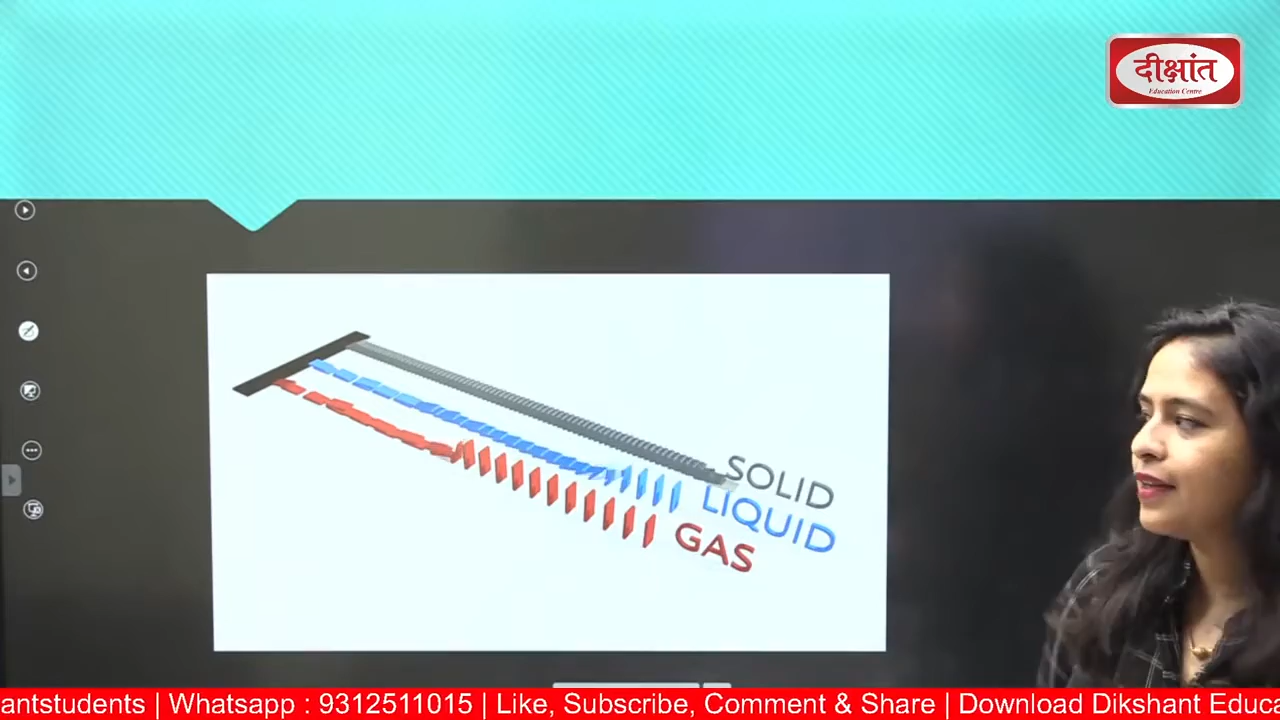 दीक्षांत
Education Centre
SOLID
LIQUID
GAS
antstudents | Whatsapp : 9312511015 | Like, Subscribe, Comment & Share | Download Dikshant Educa